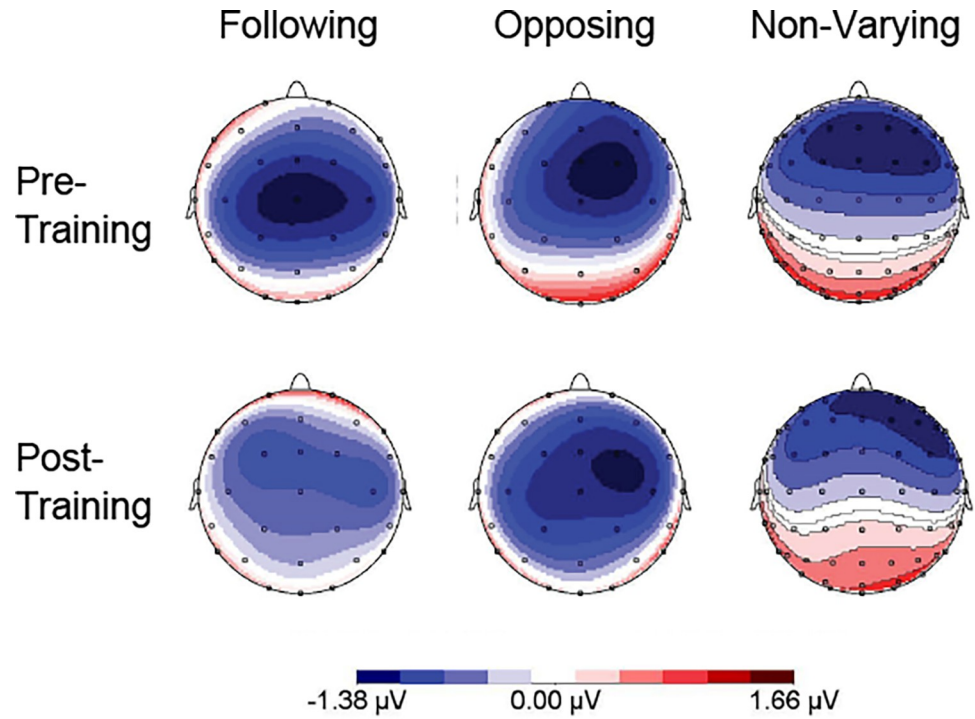 Following Opposing Non-Varying
Pre-
Training
Post-
Training
-1.38 µV 0.00 µV 1.66 µV